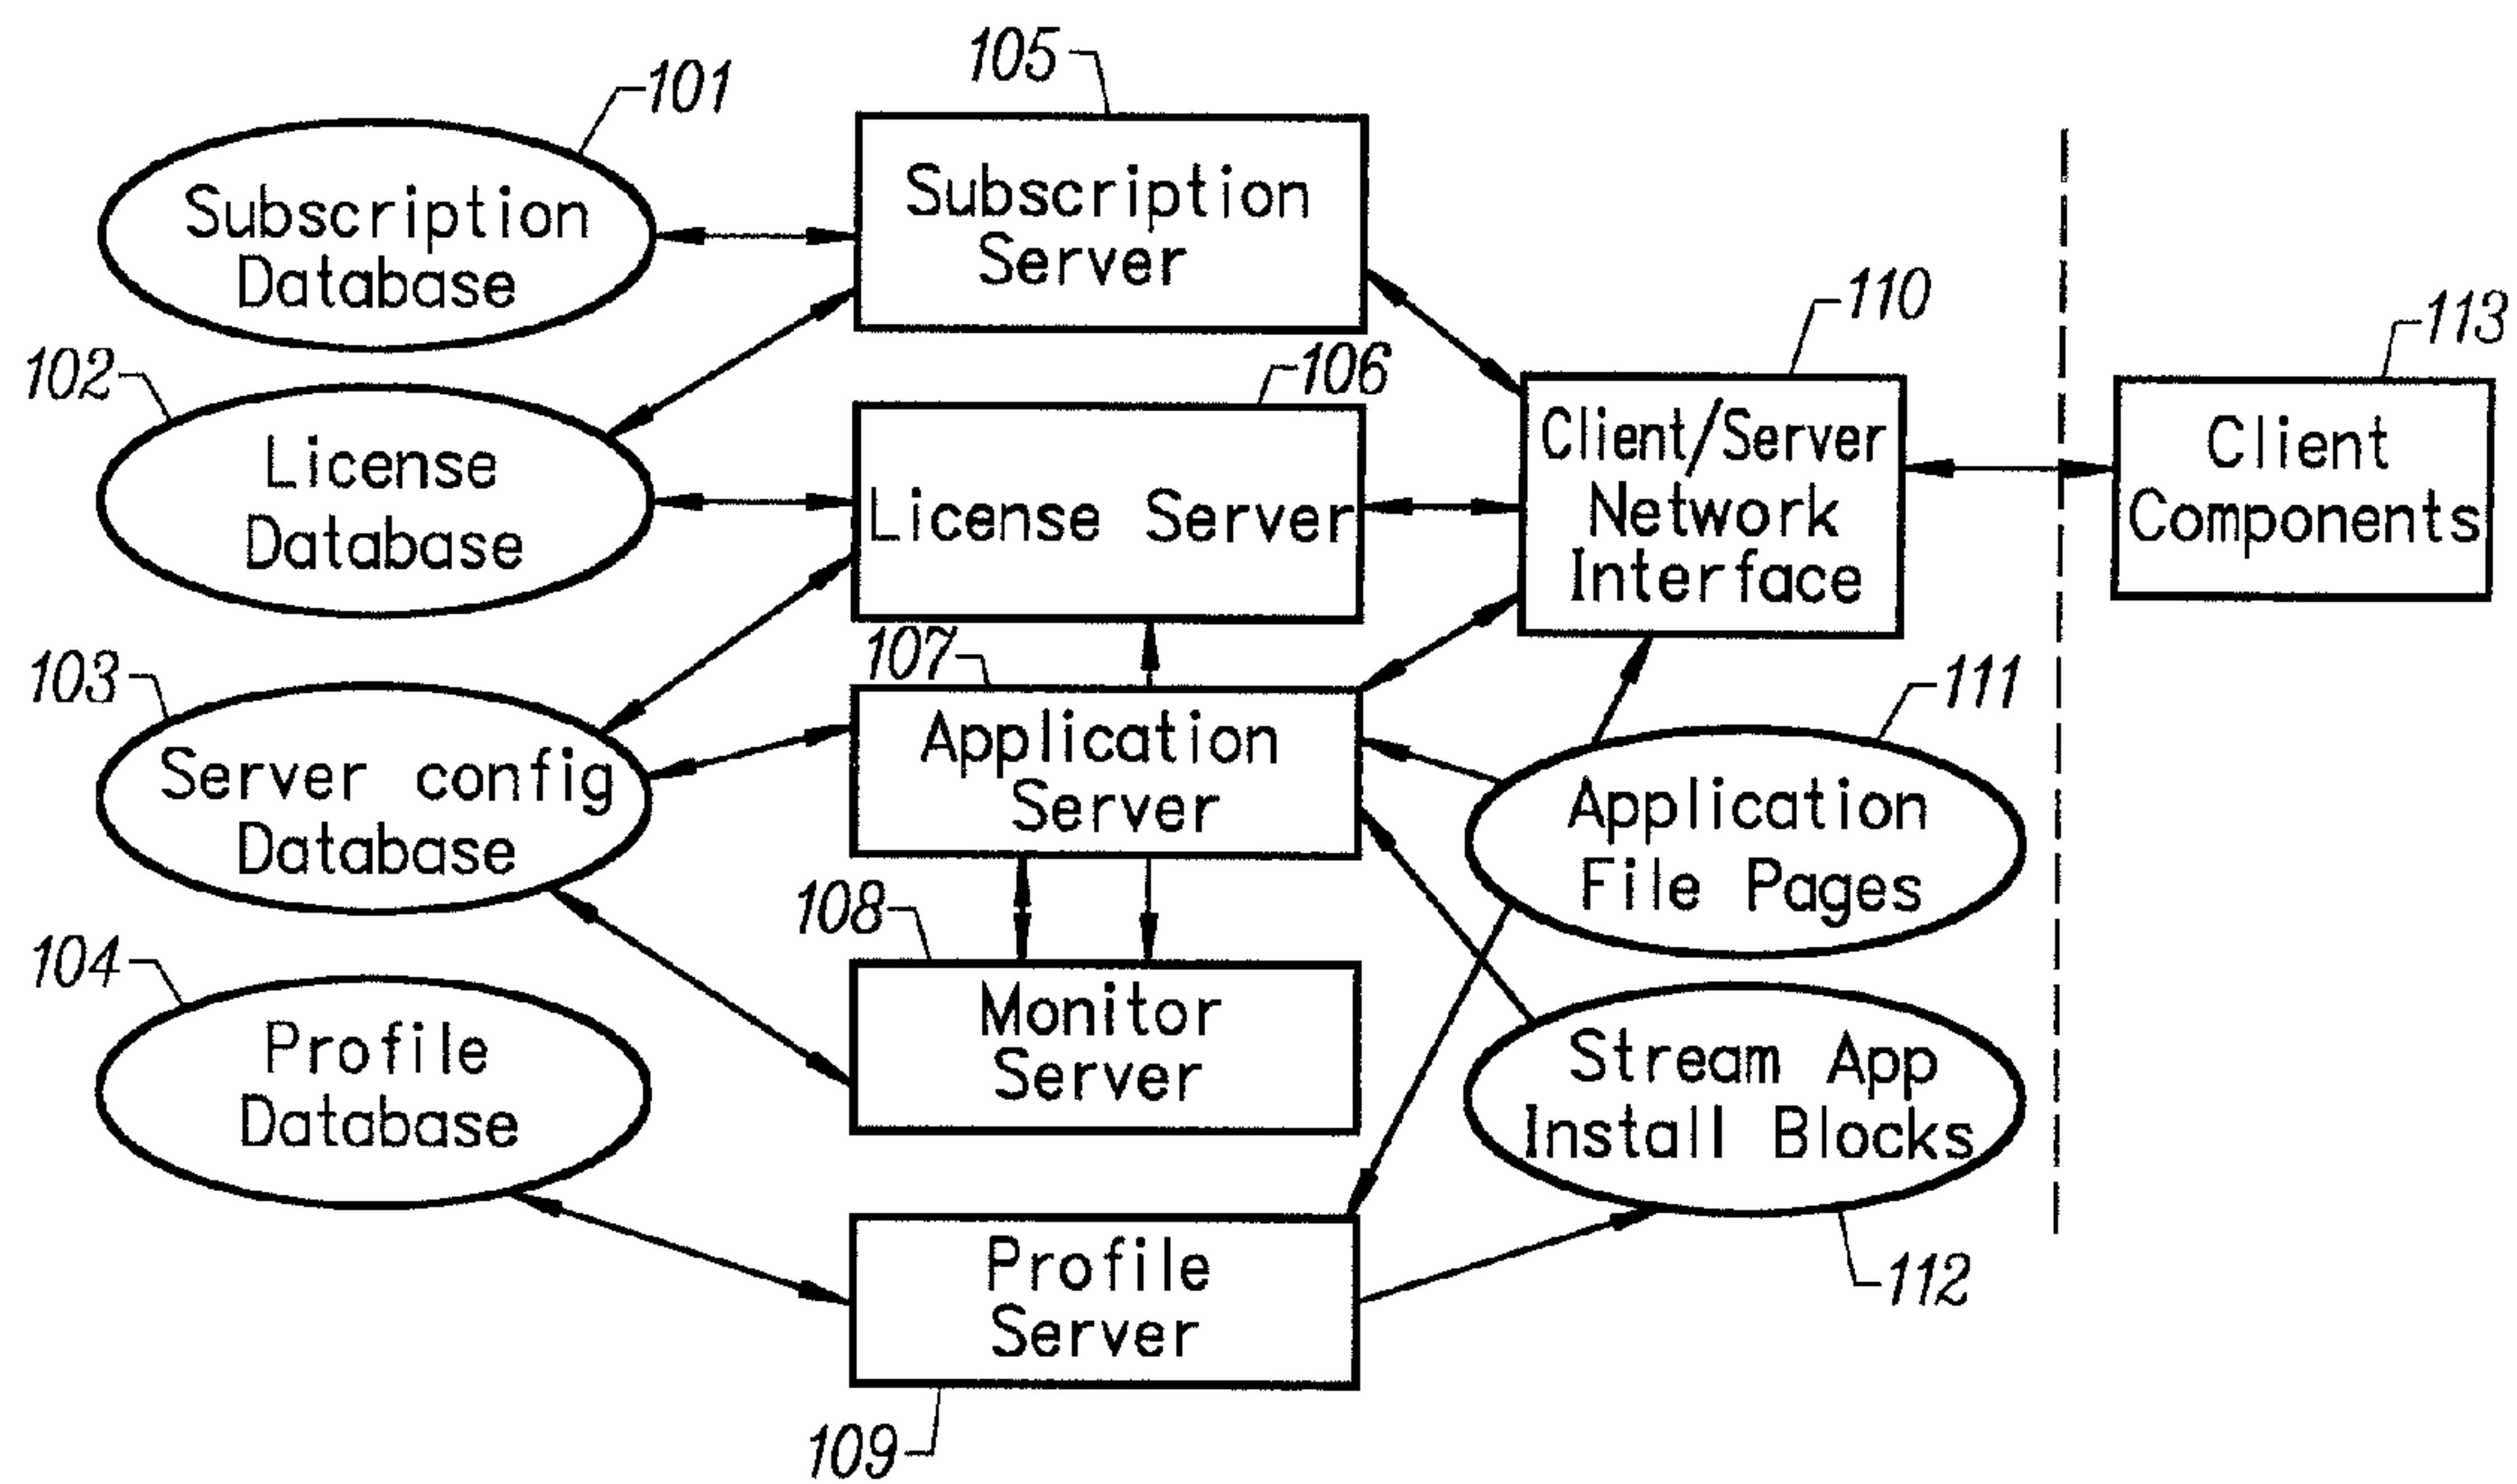 105
101
Subscription
Database
Subscription
Server
110
113
102
106
License
Database
License Server
Client/Server
Network
Interface
Client
Components
103
107
111
Server config
Database
Application
Server
Application
File Pages
108
104
Profile
Database
Monitor
Server
Stream App
Install Blocks
Profile
Server
112
109